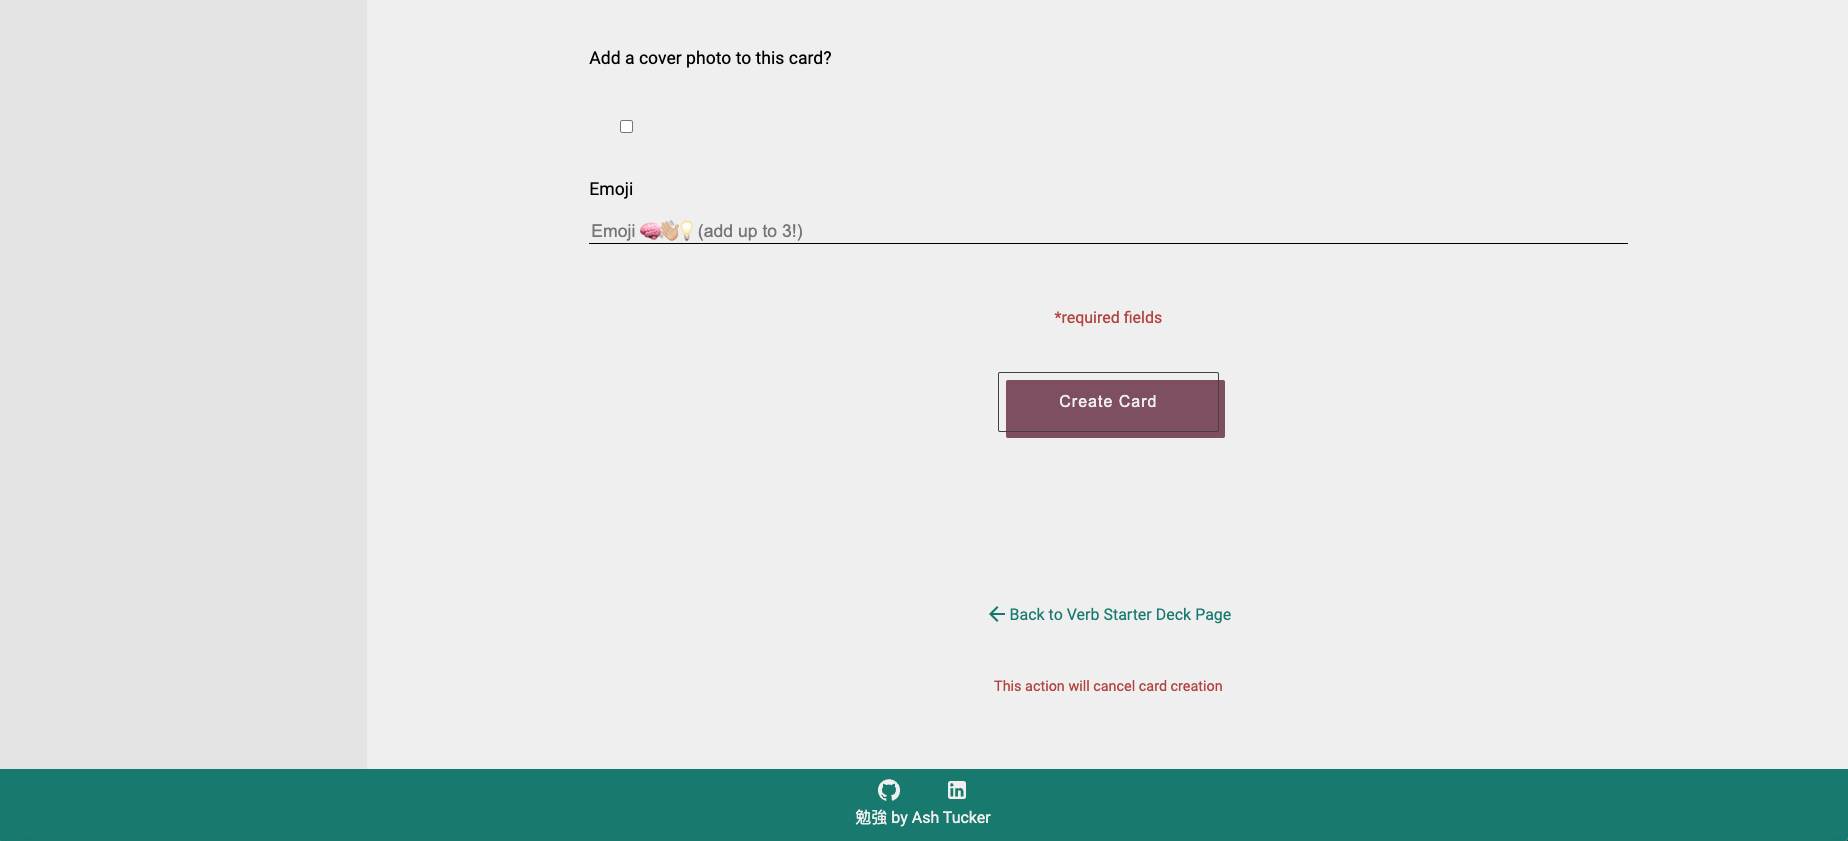 Add a cover photo to this card?
Emoji
Emoji 🧠👋🏼💡 (add up to 3!)
*required fields
Create Card
Back to Verb Starter Deck Page
This action will cancel card creation
勉強 by Ash Tucker